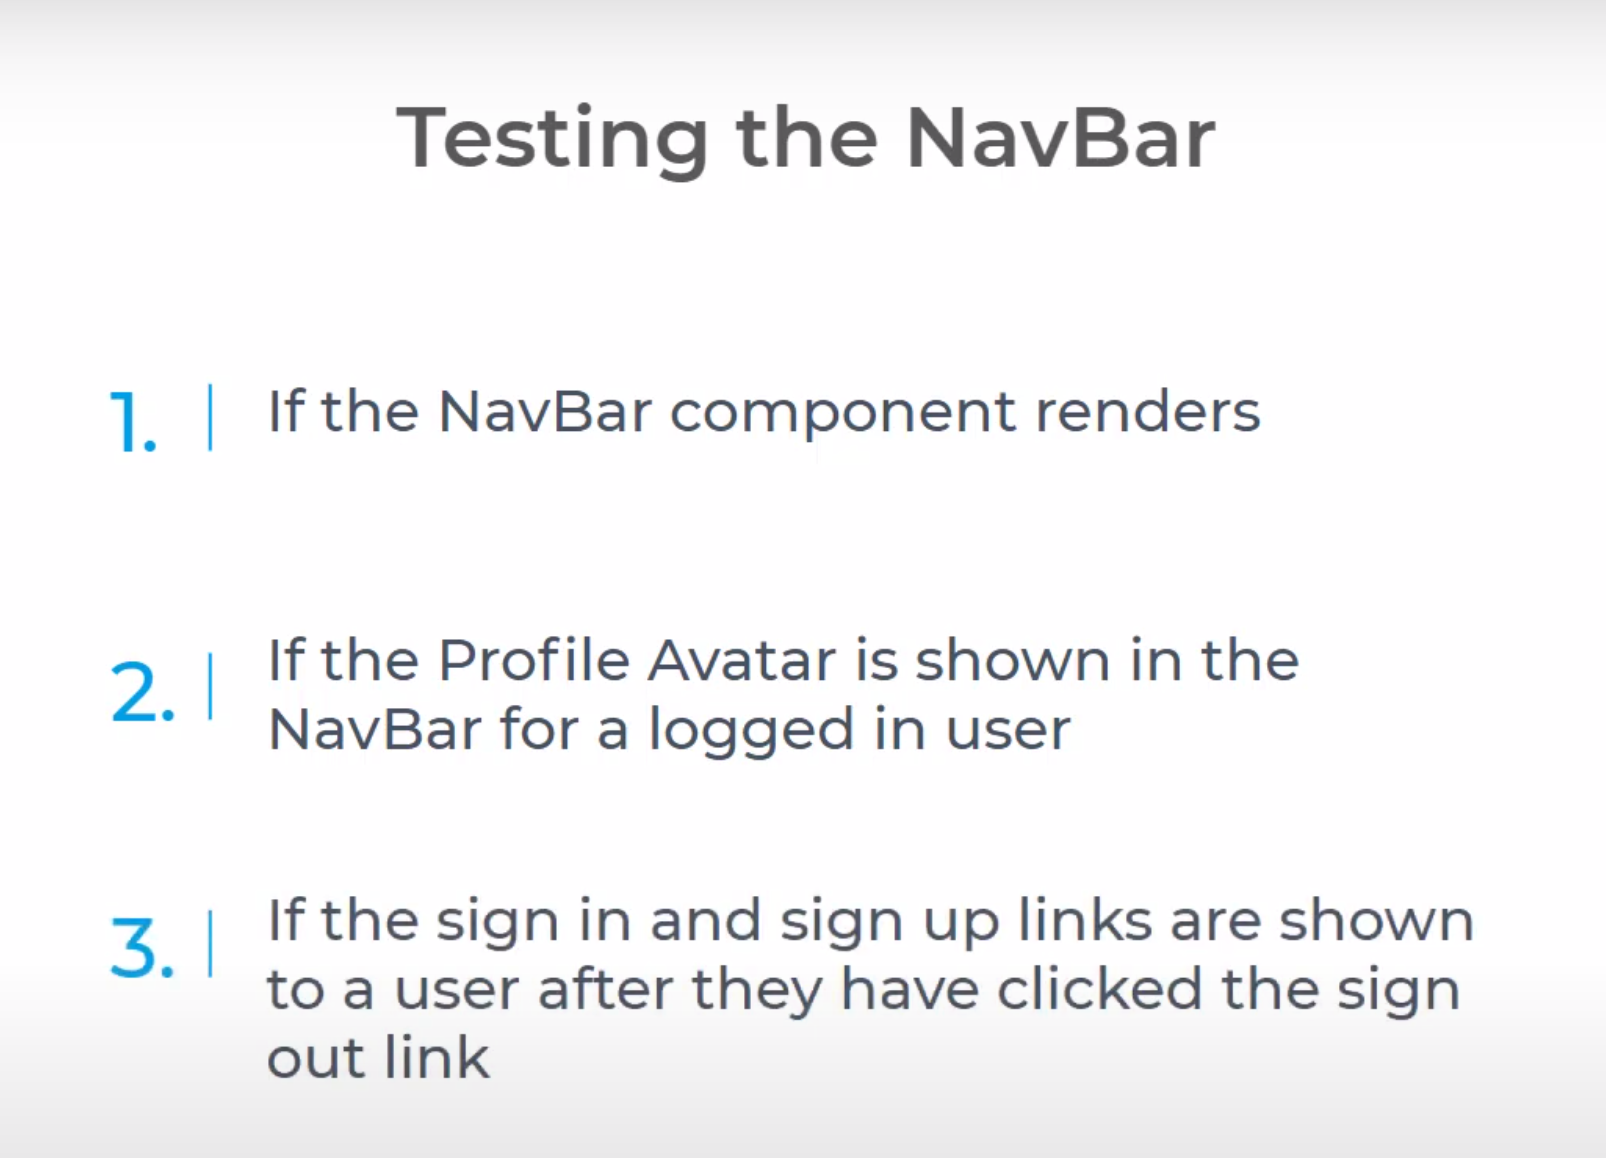 Testing the NavBar
1. If the NavBar component renders
2. If the Profile Avatar is shown in the
NavBar for a logged in user
3. If the sign in and sign up links are shown
to a user after they have clicked the sign
out link